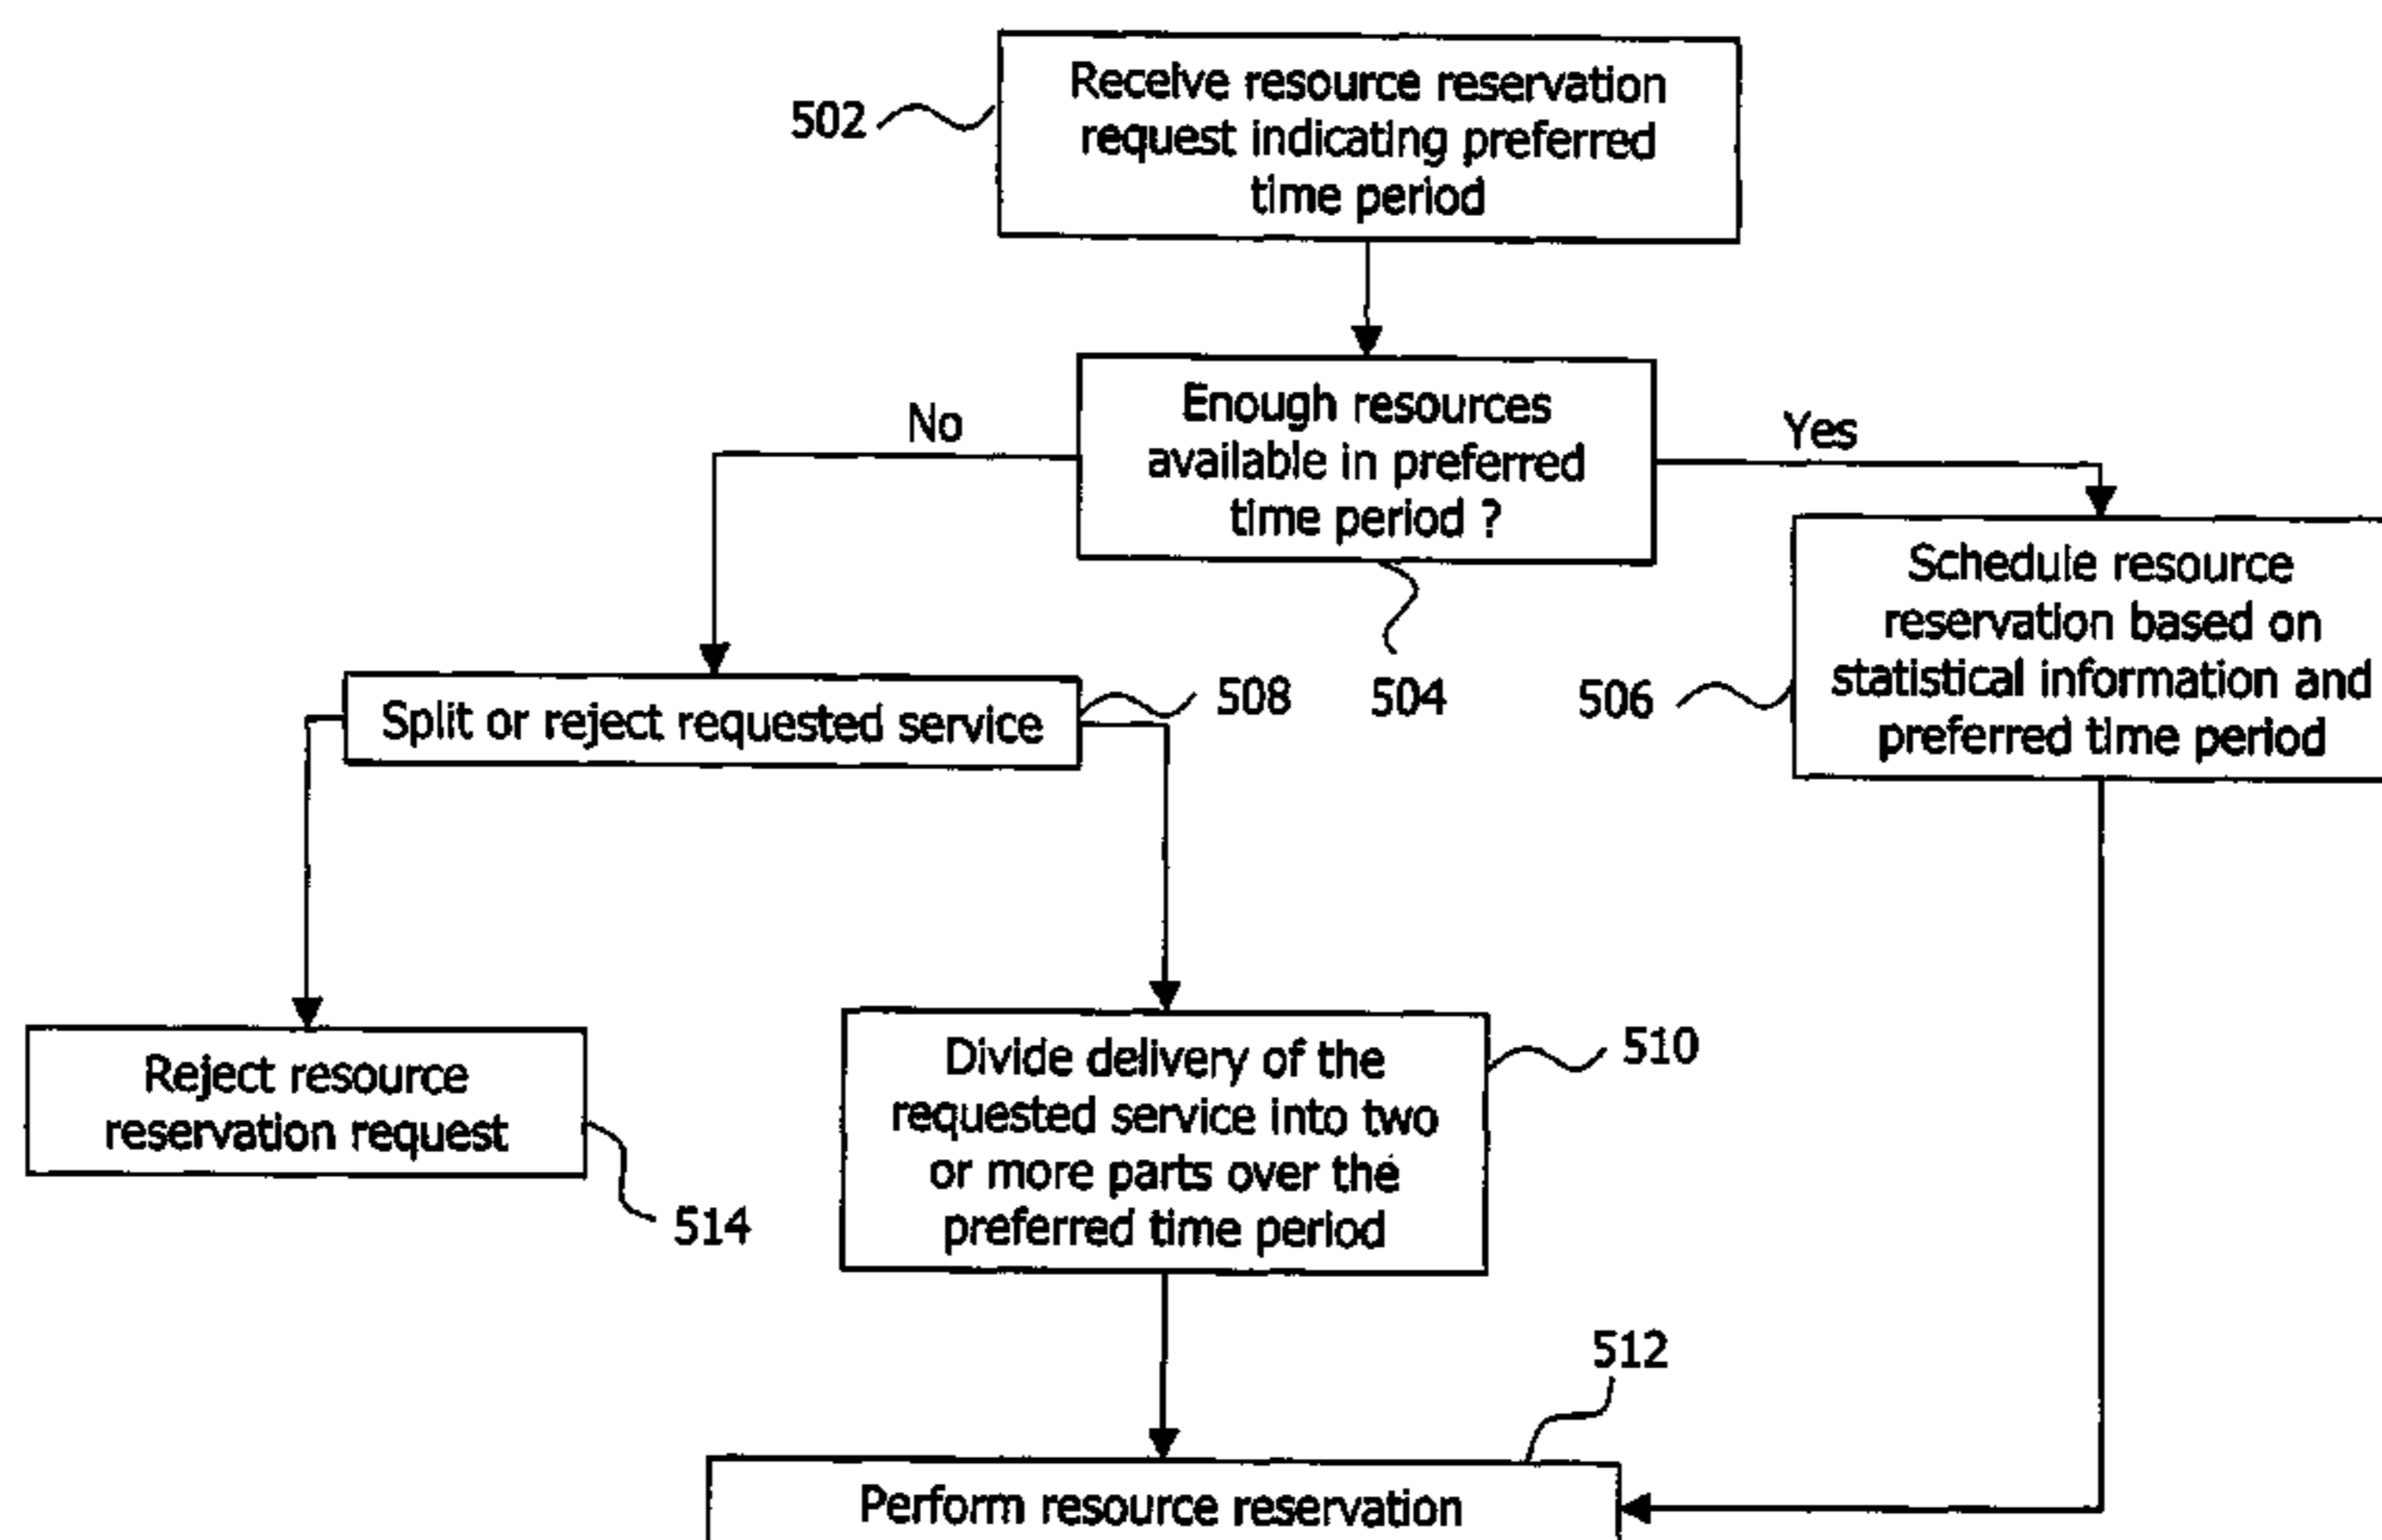 502
Receive resource reservation
request indicating preferred
time period
No
Enough resources
available in preferred
time period ?
Yes
504
Schedule resource
reservation based on
statistical information and
preferred time period
506
Split or reject requested service
508
Reject resource
reservation request
514
Divide delivery of the
requested service into two
or more parts over the
preferred time period
510
512
Perform resource reservation